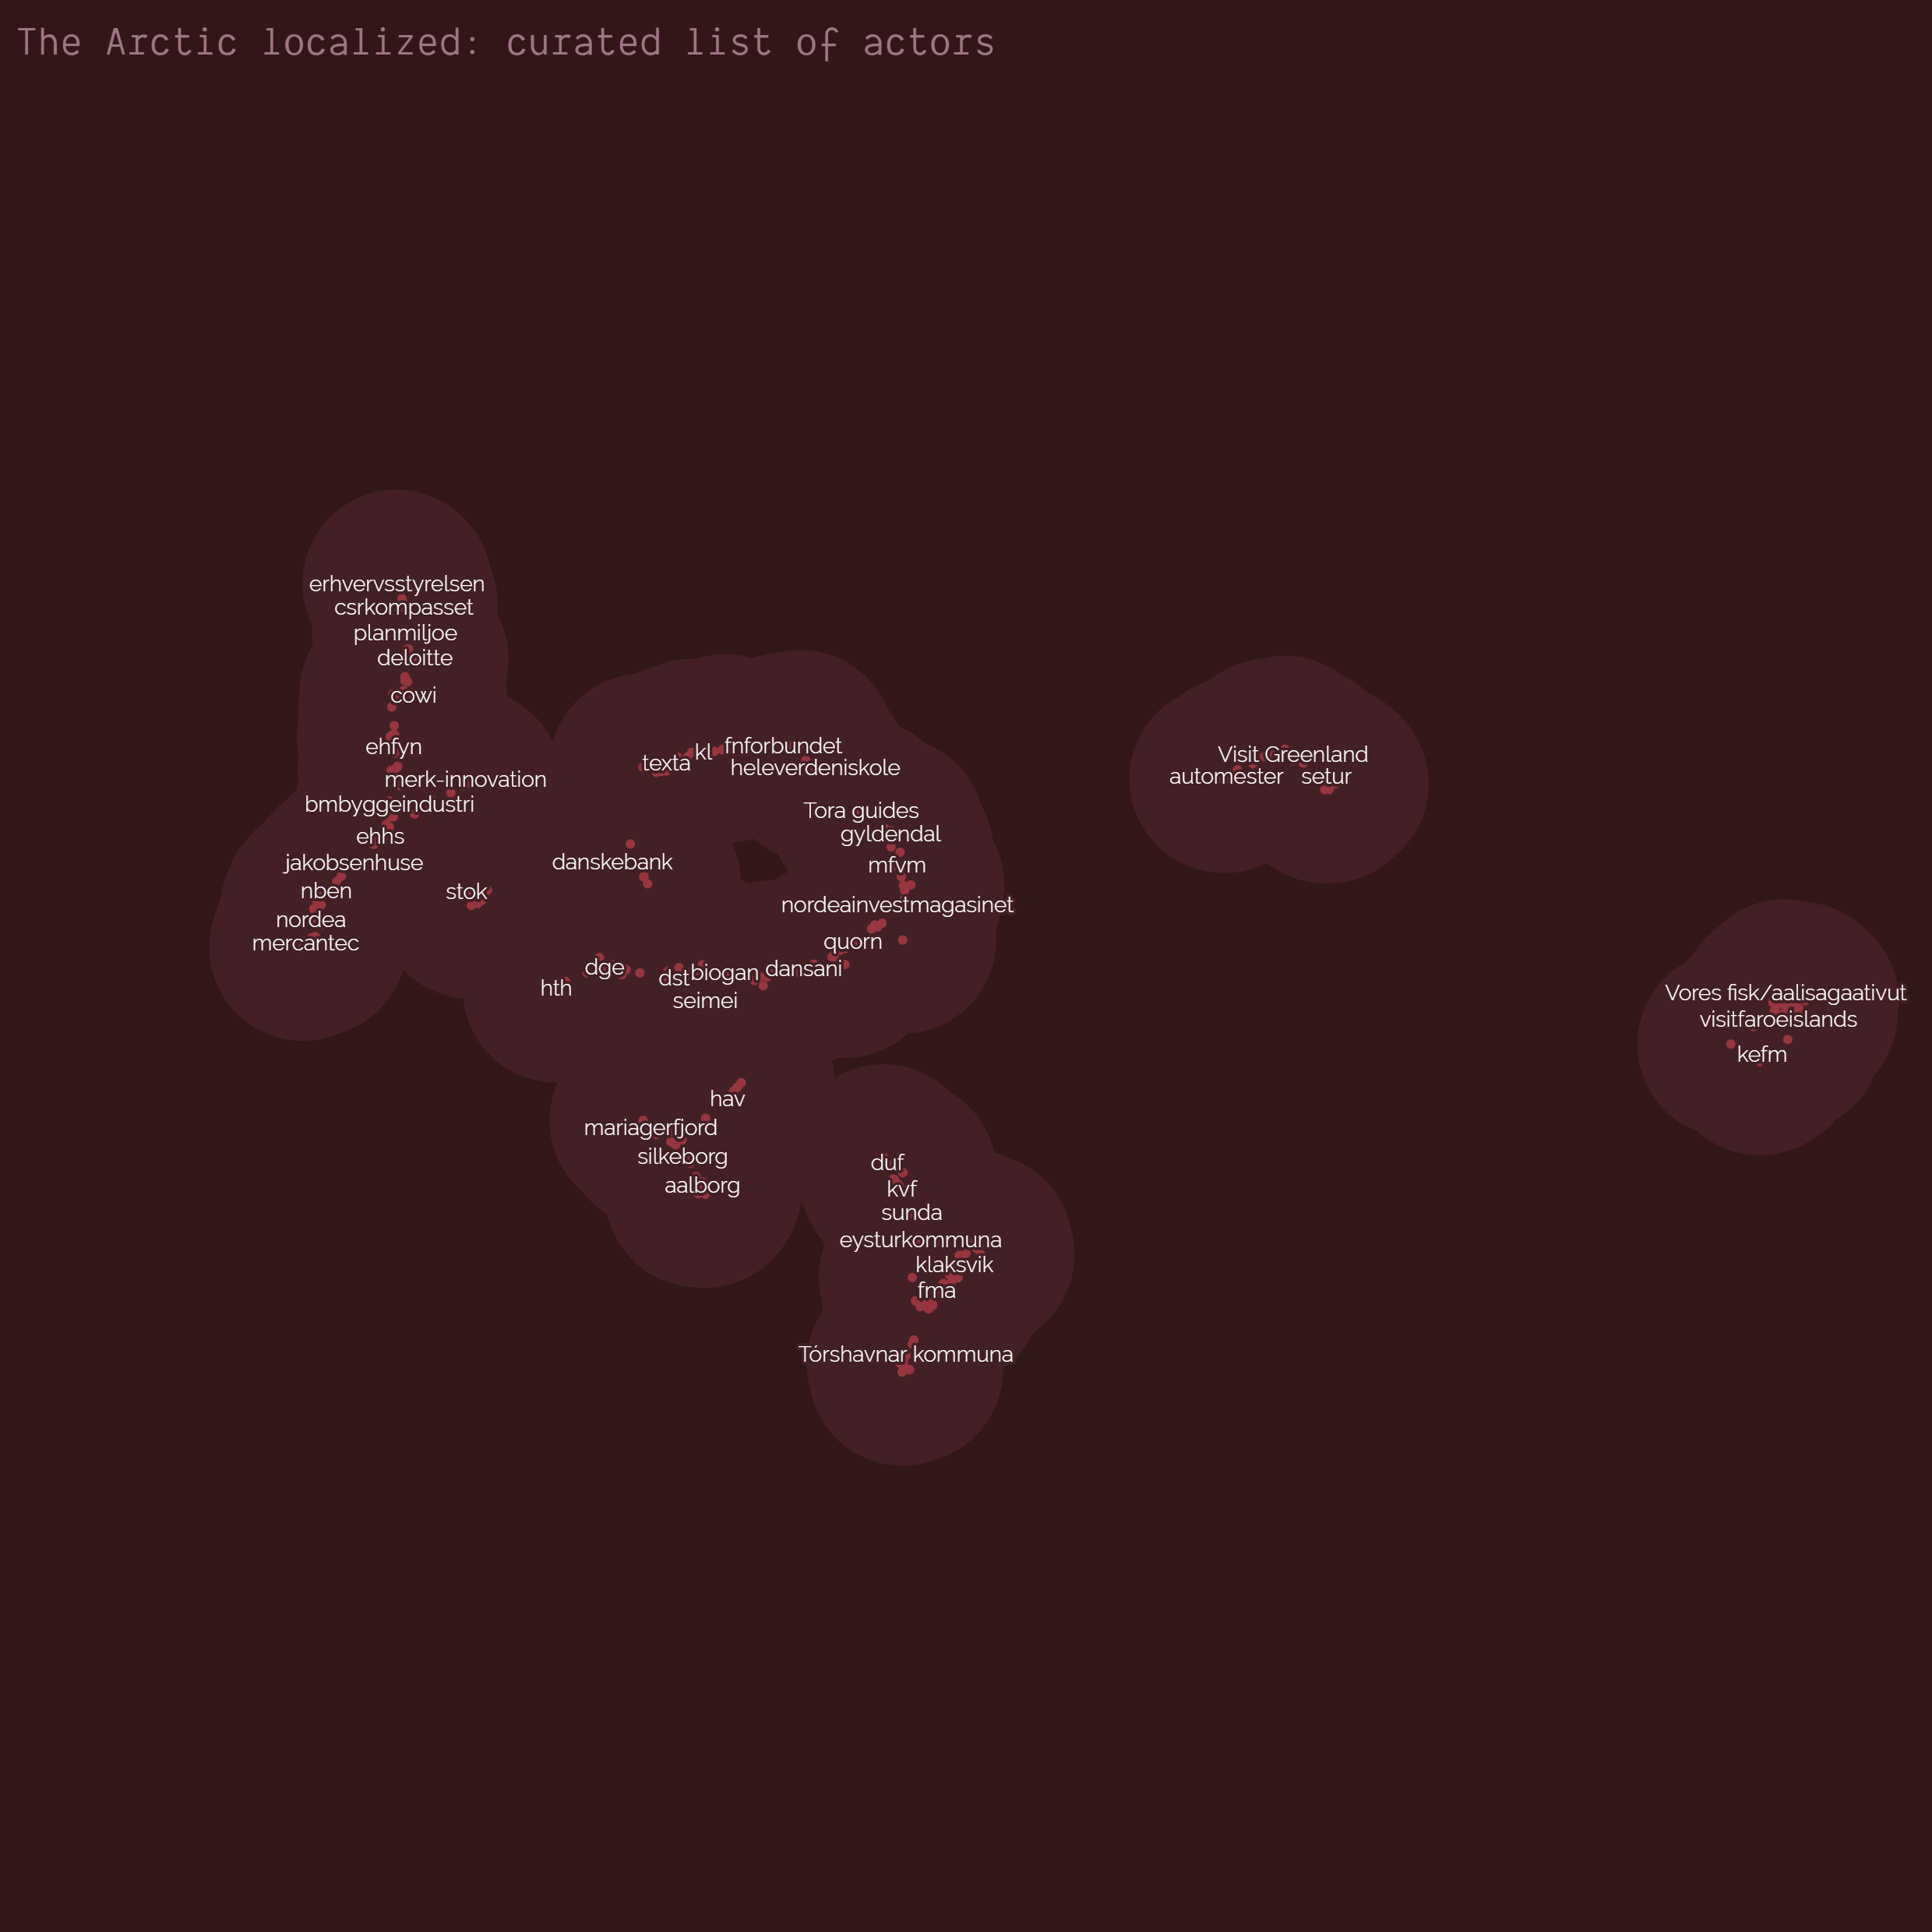 The Arctic localized: curated list of actors
erhvervsstyrelsen
csrkompasset
planmiljoe
deloitte
cowi
ehfyn
merk-innovation
bmbyggeindustri
ehhs
jakobsenhuse
nben
nordea
mercantec
stok
texta
kl
fnforbundet
heleverdeniskole
Tora guides
gyldendal
mfvm
danskebank
nordeainvestmagasinet
quorn
dansani
biogan
dst
seimei
dge
hth
hav
mariagerfjord
silkeborg
aalborg
duf
kvf
sunda
eysturkommuna
klaksvik
fma
Tórshavnar kommuna
Visit Greenland
automester
setur
Vores fisk/aalisagaativut
visitfaroeislands
kefm